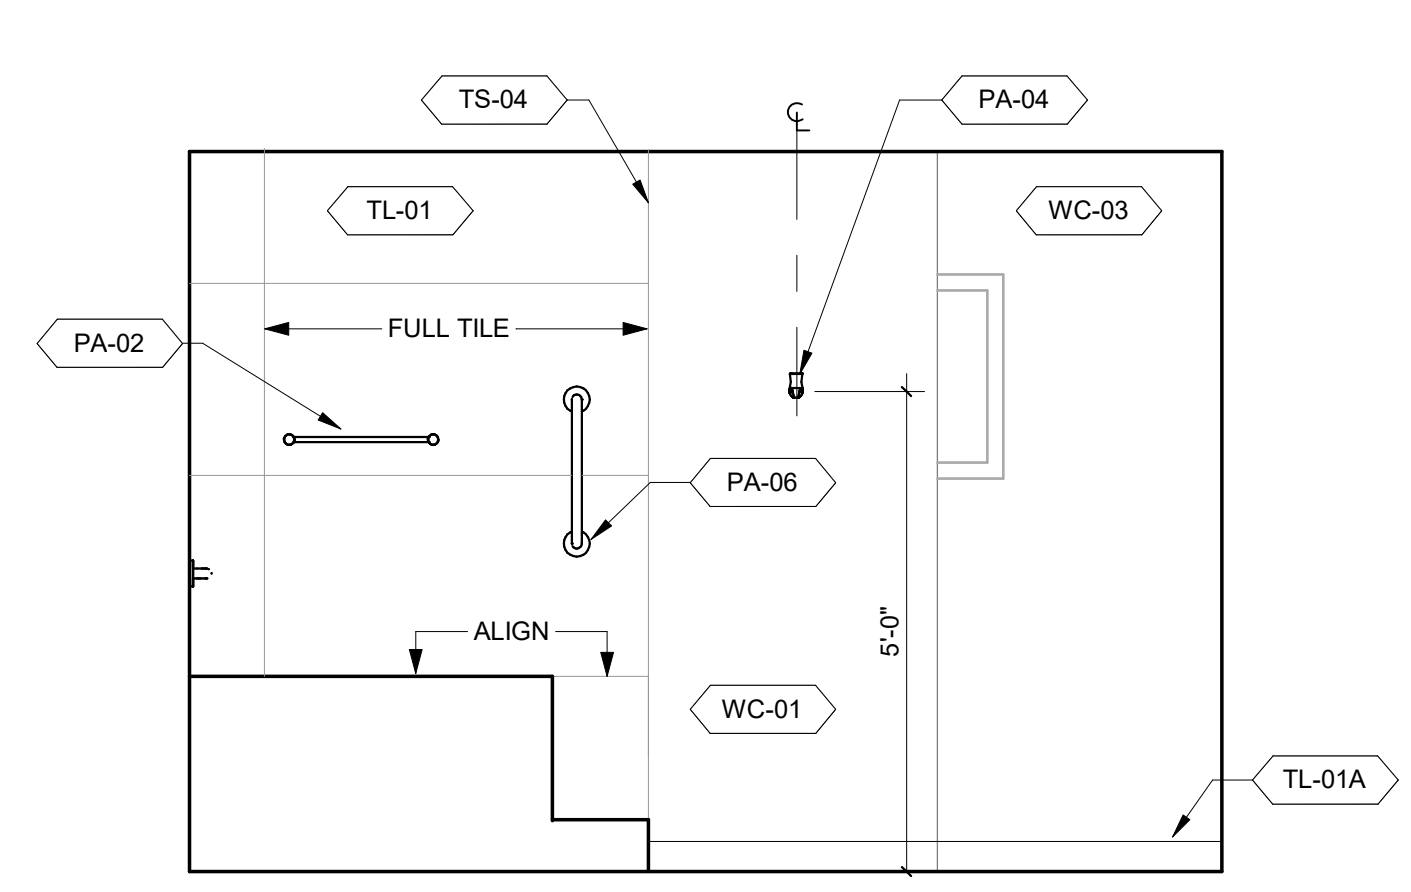 TS-04
℄
PA-04
TL-01
WC-03
FULL TILE
PA-02
PA-06
5'-0"
ALIGN
WC-01
TL-01A